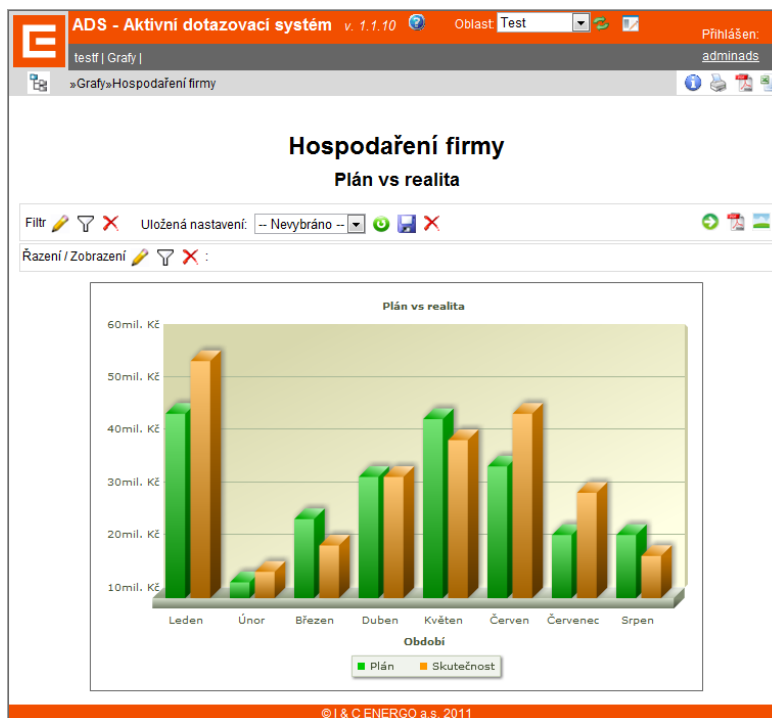 ADS - Aktivní dotazovací systém v. 1.1.10 Oblast: Test
Přihlášen:
testf | Grafy | adminads
»Grafy»Hospodaření firmy
Hospodaření firmy
Plán vs realita
Filtr Uložená nastavení: -- Nevybráno --
Řazení / Zobrazení :
Plán vs realita
60mil. Kč
50mil. Kč
40mil. Kč
30mil. Kč
20mil. Kč
10mil. Kč
Leden Únor Březen Duben Květen Červen Červenec Srpen
Období
Plán Skutečnost
© I & C ENERGO a.s. 2011